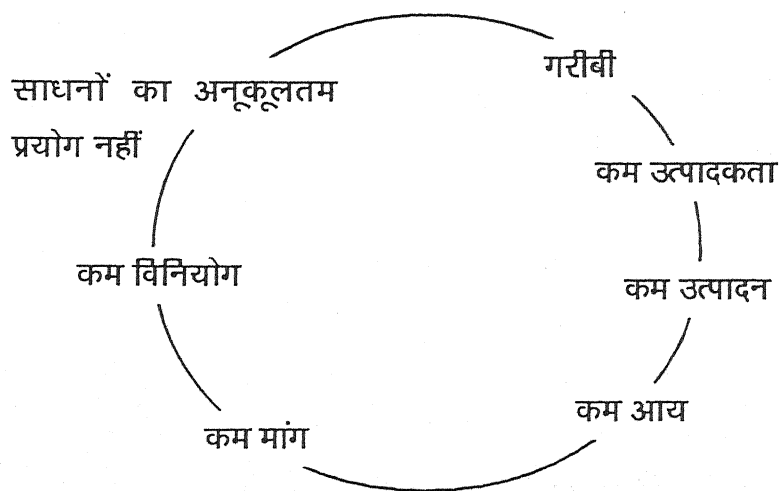 गरीबी
साधनों का अनूकूलतम
प्रयोग नहीं
कम उत्पादकता
कम विनियोग
कम उत्पादन
कम आय
कम मांग